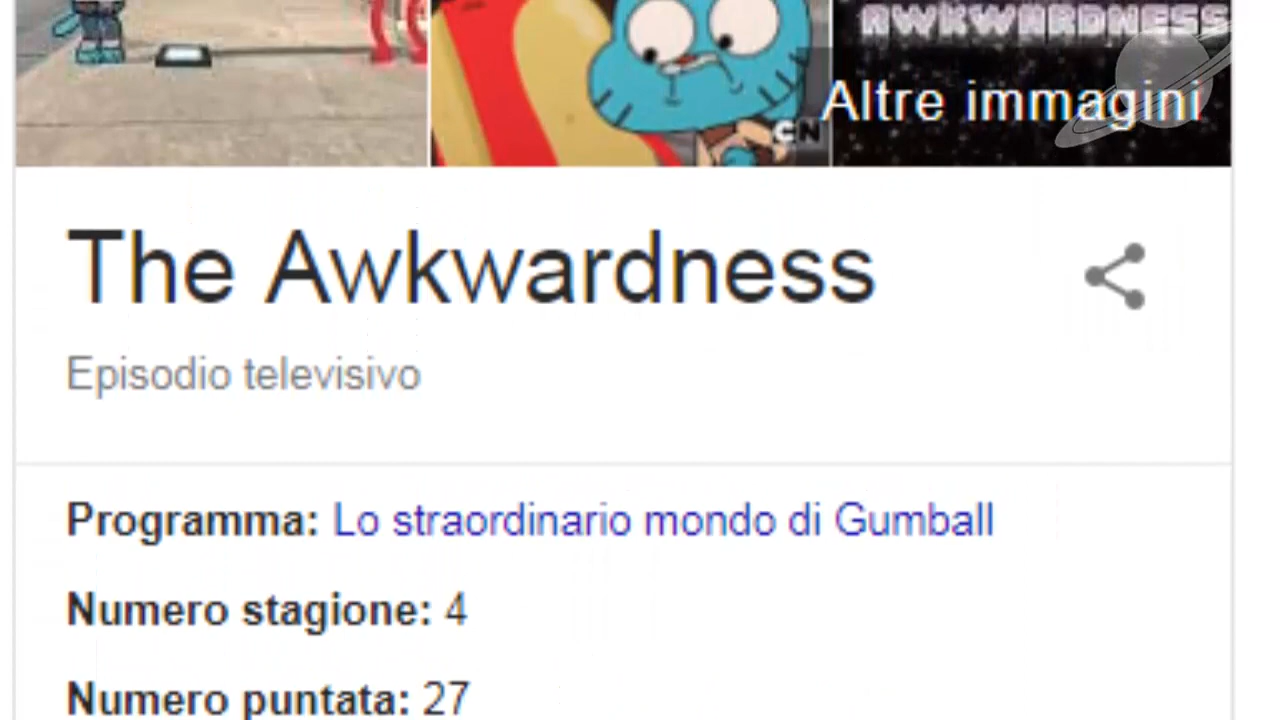 AWKWARDNESS
Altre immagini
CN
The Awkwardness
Episodio televisivo
Programma: Lo straordinario mondo di Gumball
Numero stagione: 4
Numero puntata: 27